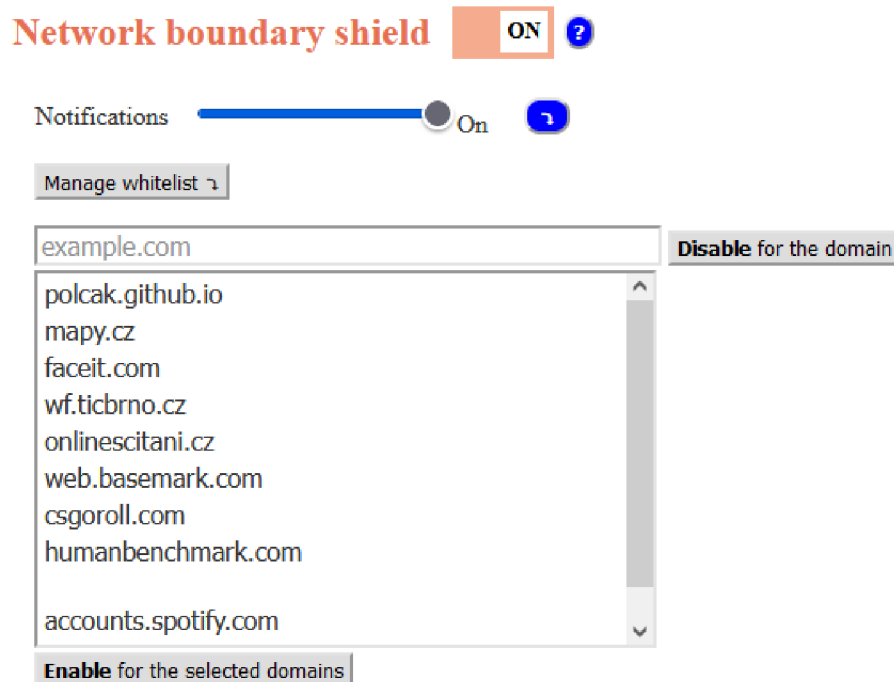 Network boundary shield ON ?
Notifications On
Manage whitelist ↴
example.com Disable for the domain
polcak.github.io
mapy.cz
faceit.com
wf.ticbrno.cz
onlinescitani.cz
web.basemark.com
csgoroll.com
humanbenchmark.com
accounts.spotify.com
Enable for the selected domains